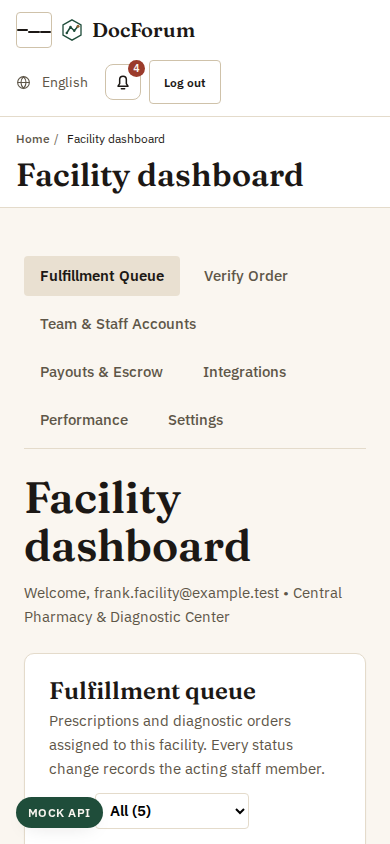 DocForum
English
4
Log out
Home / Facility dashboard
Facility dashboard
Fulfillment Queue
Verify Order
Team & Staff Accounts
Payouts & Escrow
Integrations
Performance
Settings
Facility
dashboard
Welcome, frank.facility@example.test • Central
Pharmacy & Diagnostic Center
Fulfillment queue
Prescriptions and diagnostic orders
assigned to this facility. Every status
change records the acting staff member.
MOCK API
All (5)